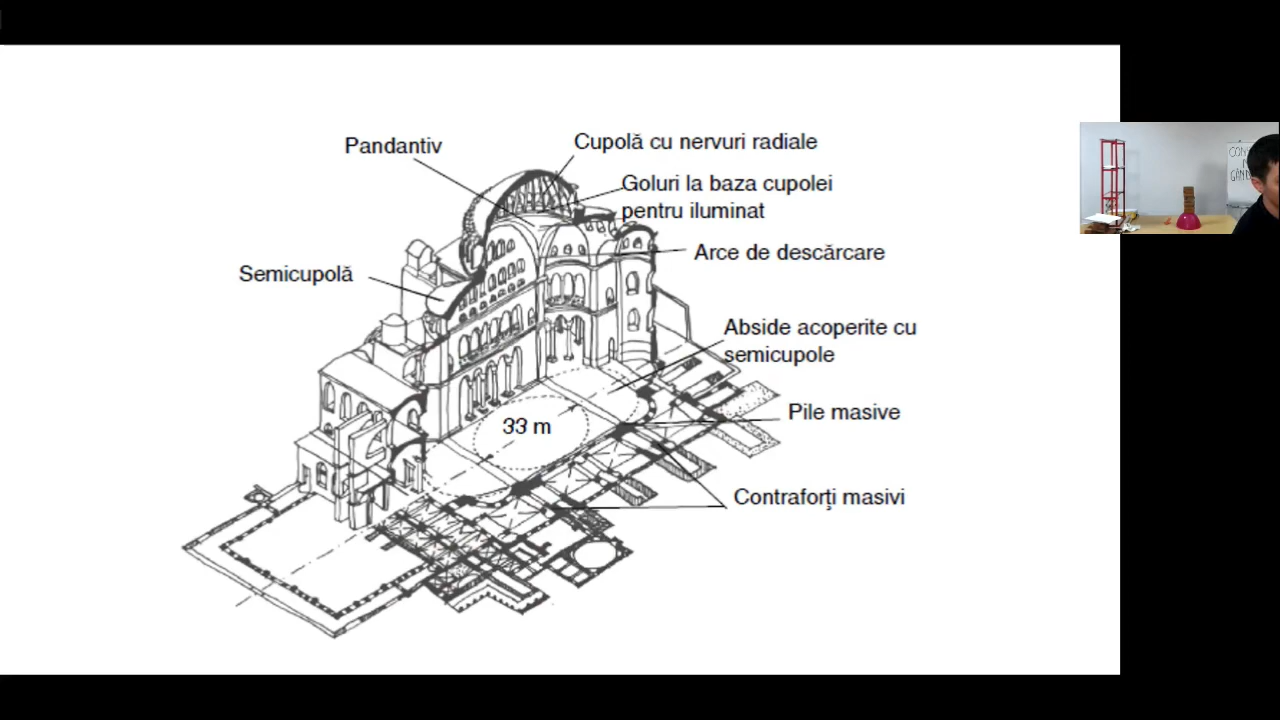 Pandantiv
Cupolă cu nervuri radiale
Goluri la baza cupolei
pentru iluminat
Arce de descărcare
Semicupolă
Abside acoperite cu
semicupole
Pile masive
33 m
Contraforți masivi